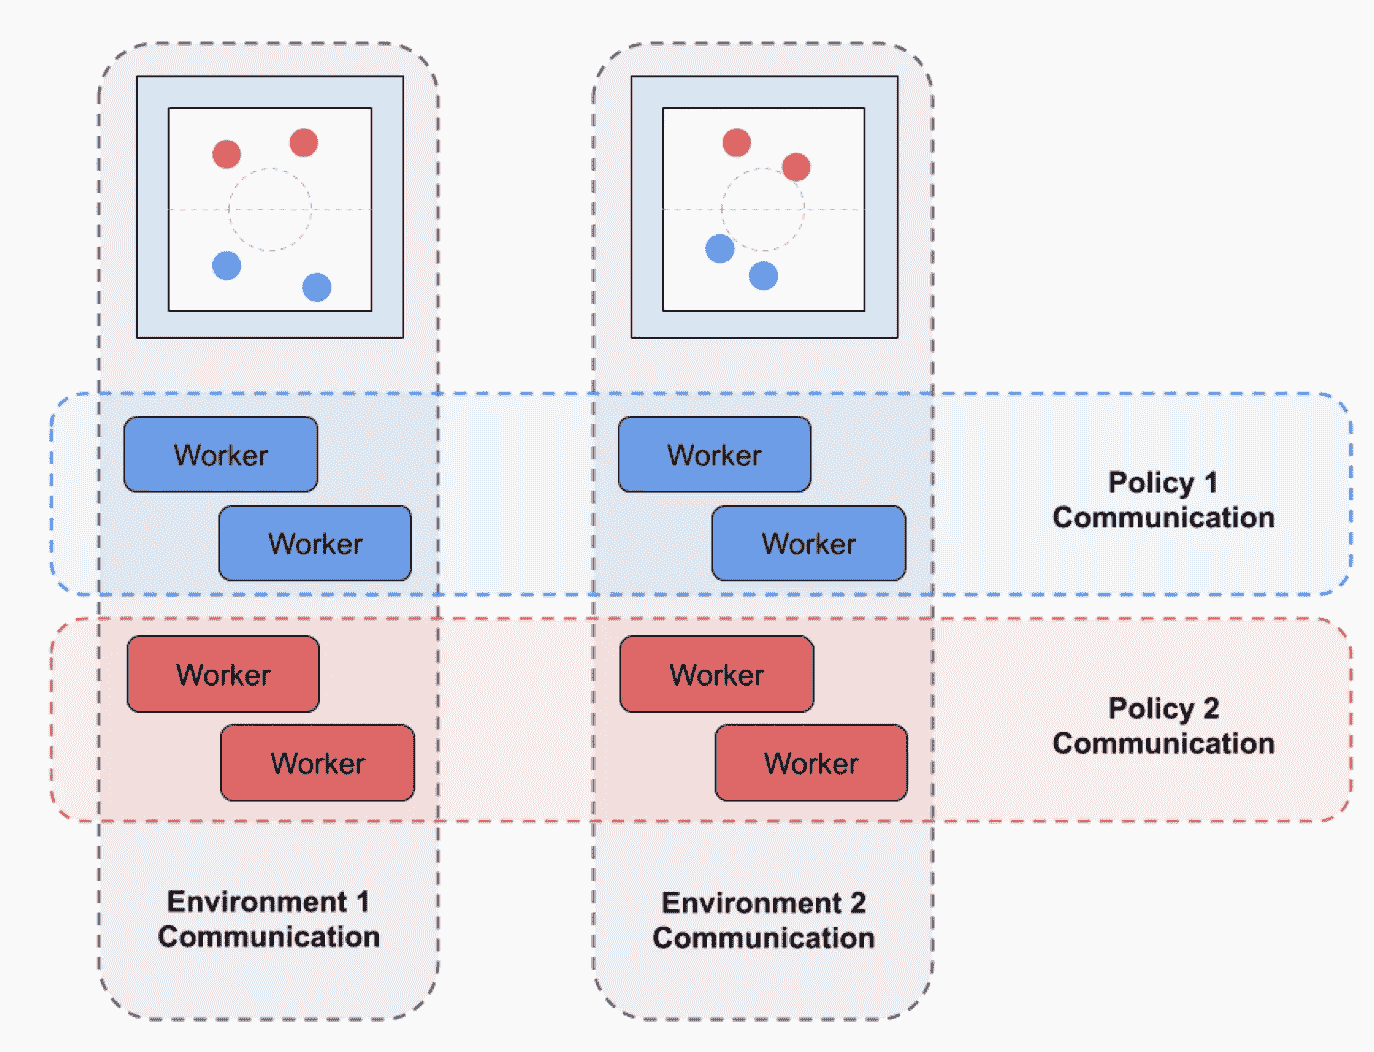 Worker
Worker
Worker
Worker
Policy 1
Communication
Worker
Worker
Worker
Worker
Policy 2
Communication
Environment 1
Communication
Environment 2
Communication